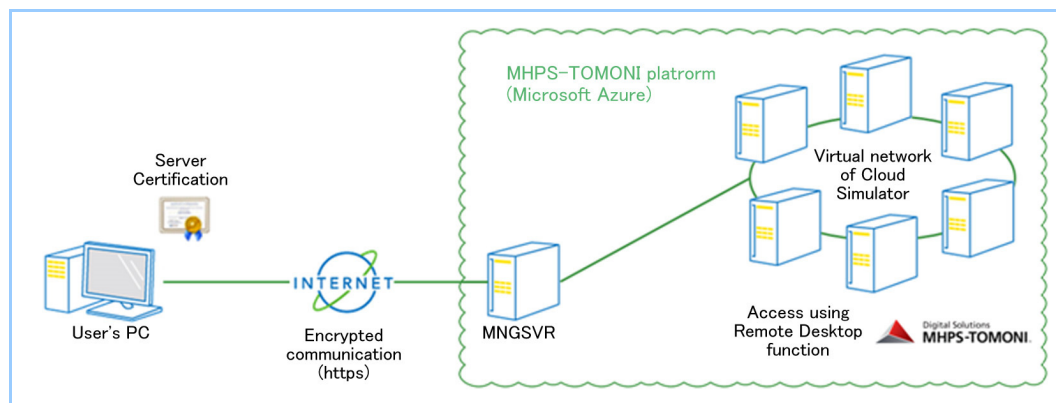 MHPS-TOMONI platrorm
(Microsoft Azure)
Server
Certification
Virtual network
of Cloud
Simulator
INTERNET
User's PC
Encrypted
communication
(https)
MNGSVR
Access using
Remote Desktop
function
Digital Solutions
MHPS-TOMONI.